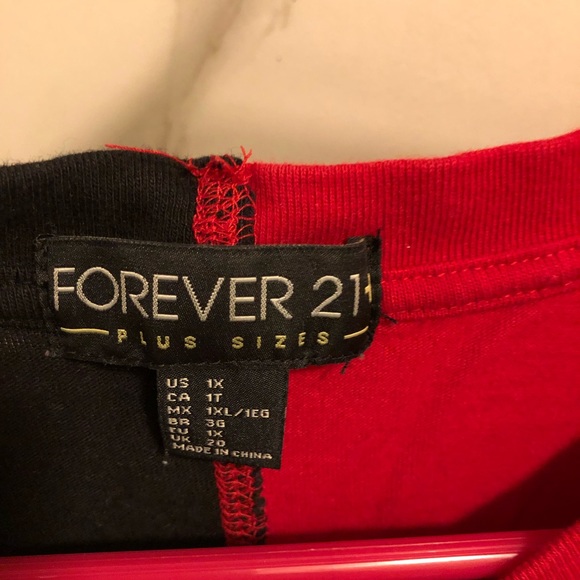 FOREVER 21+
PLUS SIZES
US 1X
CA 1T
MX 1XL/1EG
BR 3G
EU 1X
UK 20
MADE IN CHINA